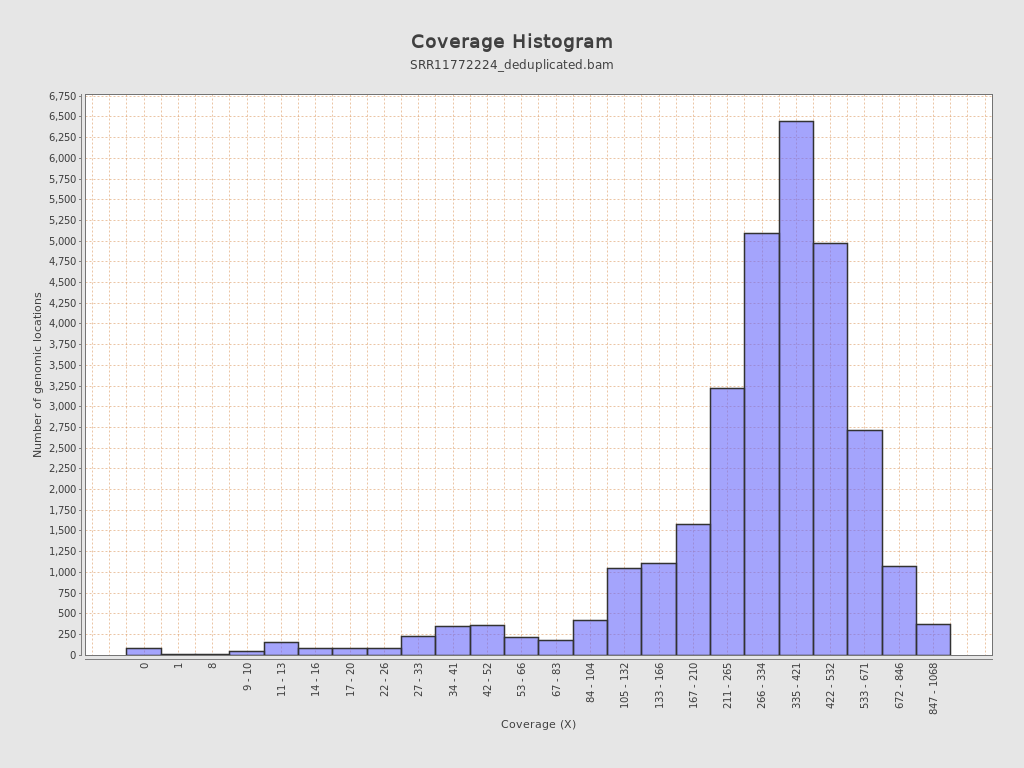 Coverage Histogram
SRR11772224_deduplicated.bam
Number of genomic locations
6,750
6,500
6,250
6,000
5,750
5,500
5,250
5,000
4,750
4,500
4,250
4,000
3,750
3,500
3,250
3,000
2,750
2,500
2,250
2,000
1,750
1,500
1,250
1,000
750
500
250
0
0
1
8
9 - 10
11 - 13
14 - 16
17 - 20
22 - 26
27 - 33
34 - 41
42 - 52
53 - 66
67 - 83
84 - 104
105 - 132
133 - 166
167 - 210
211 - 265
266 - 334
335 - 421
422 - 532
533 - 671
672 - 846
847 - 1068
Coverage (X)